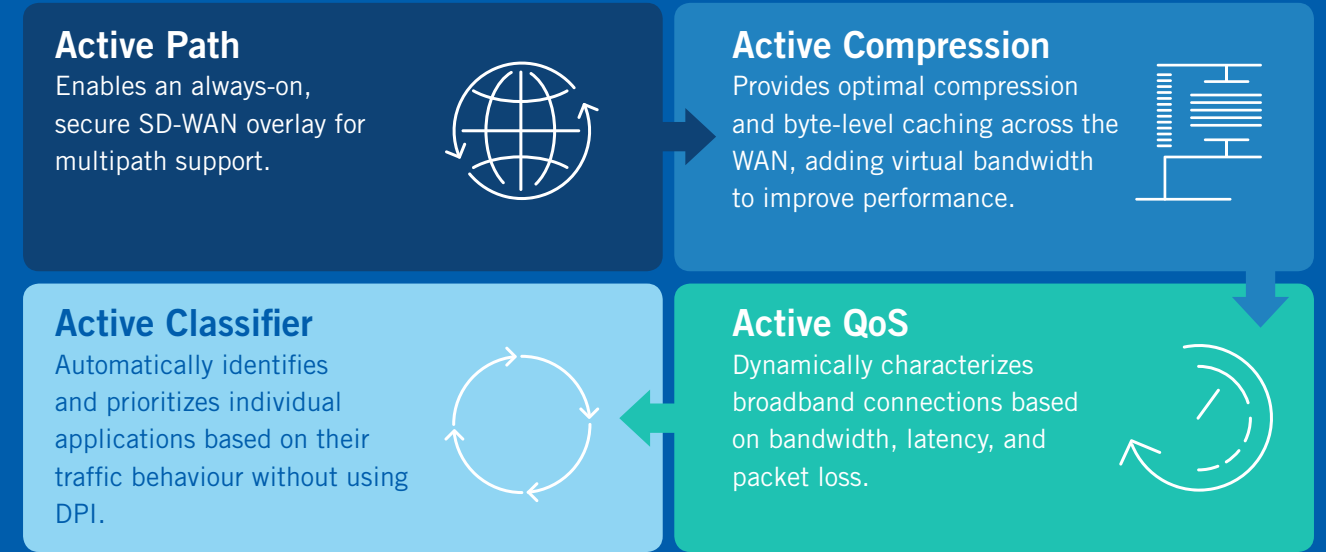 Active Path
Enables an always-on,
secure SD-WAN overlay for
multipath support.
Active Compression
Provides optimal compression
and byte-level caching across the
WAN, adding virtual bandwidth
to improve performance.
Active Classifier
Automatically identifies
and prioritizes individual
applications based on their
traffic behaviour without using
DPI.
Active QoS
Dynamically characterizes
broadband connections based
on bandwidth, latency, and
packet loss.